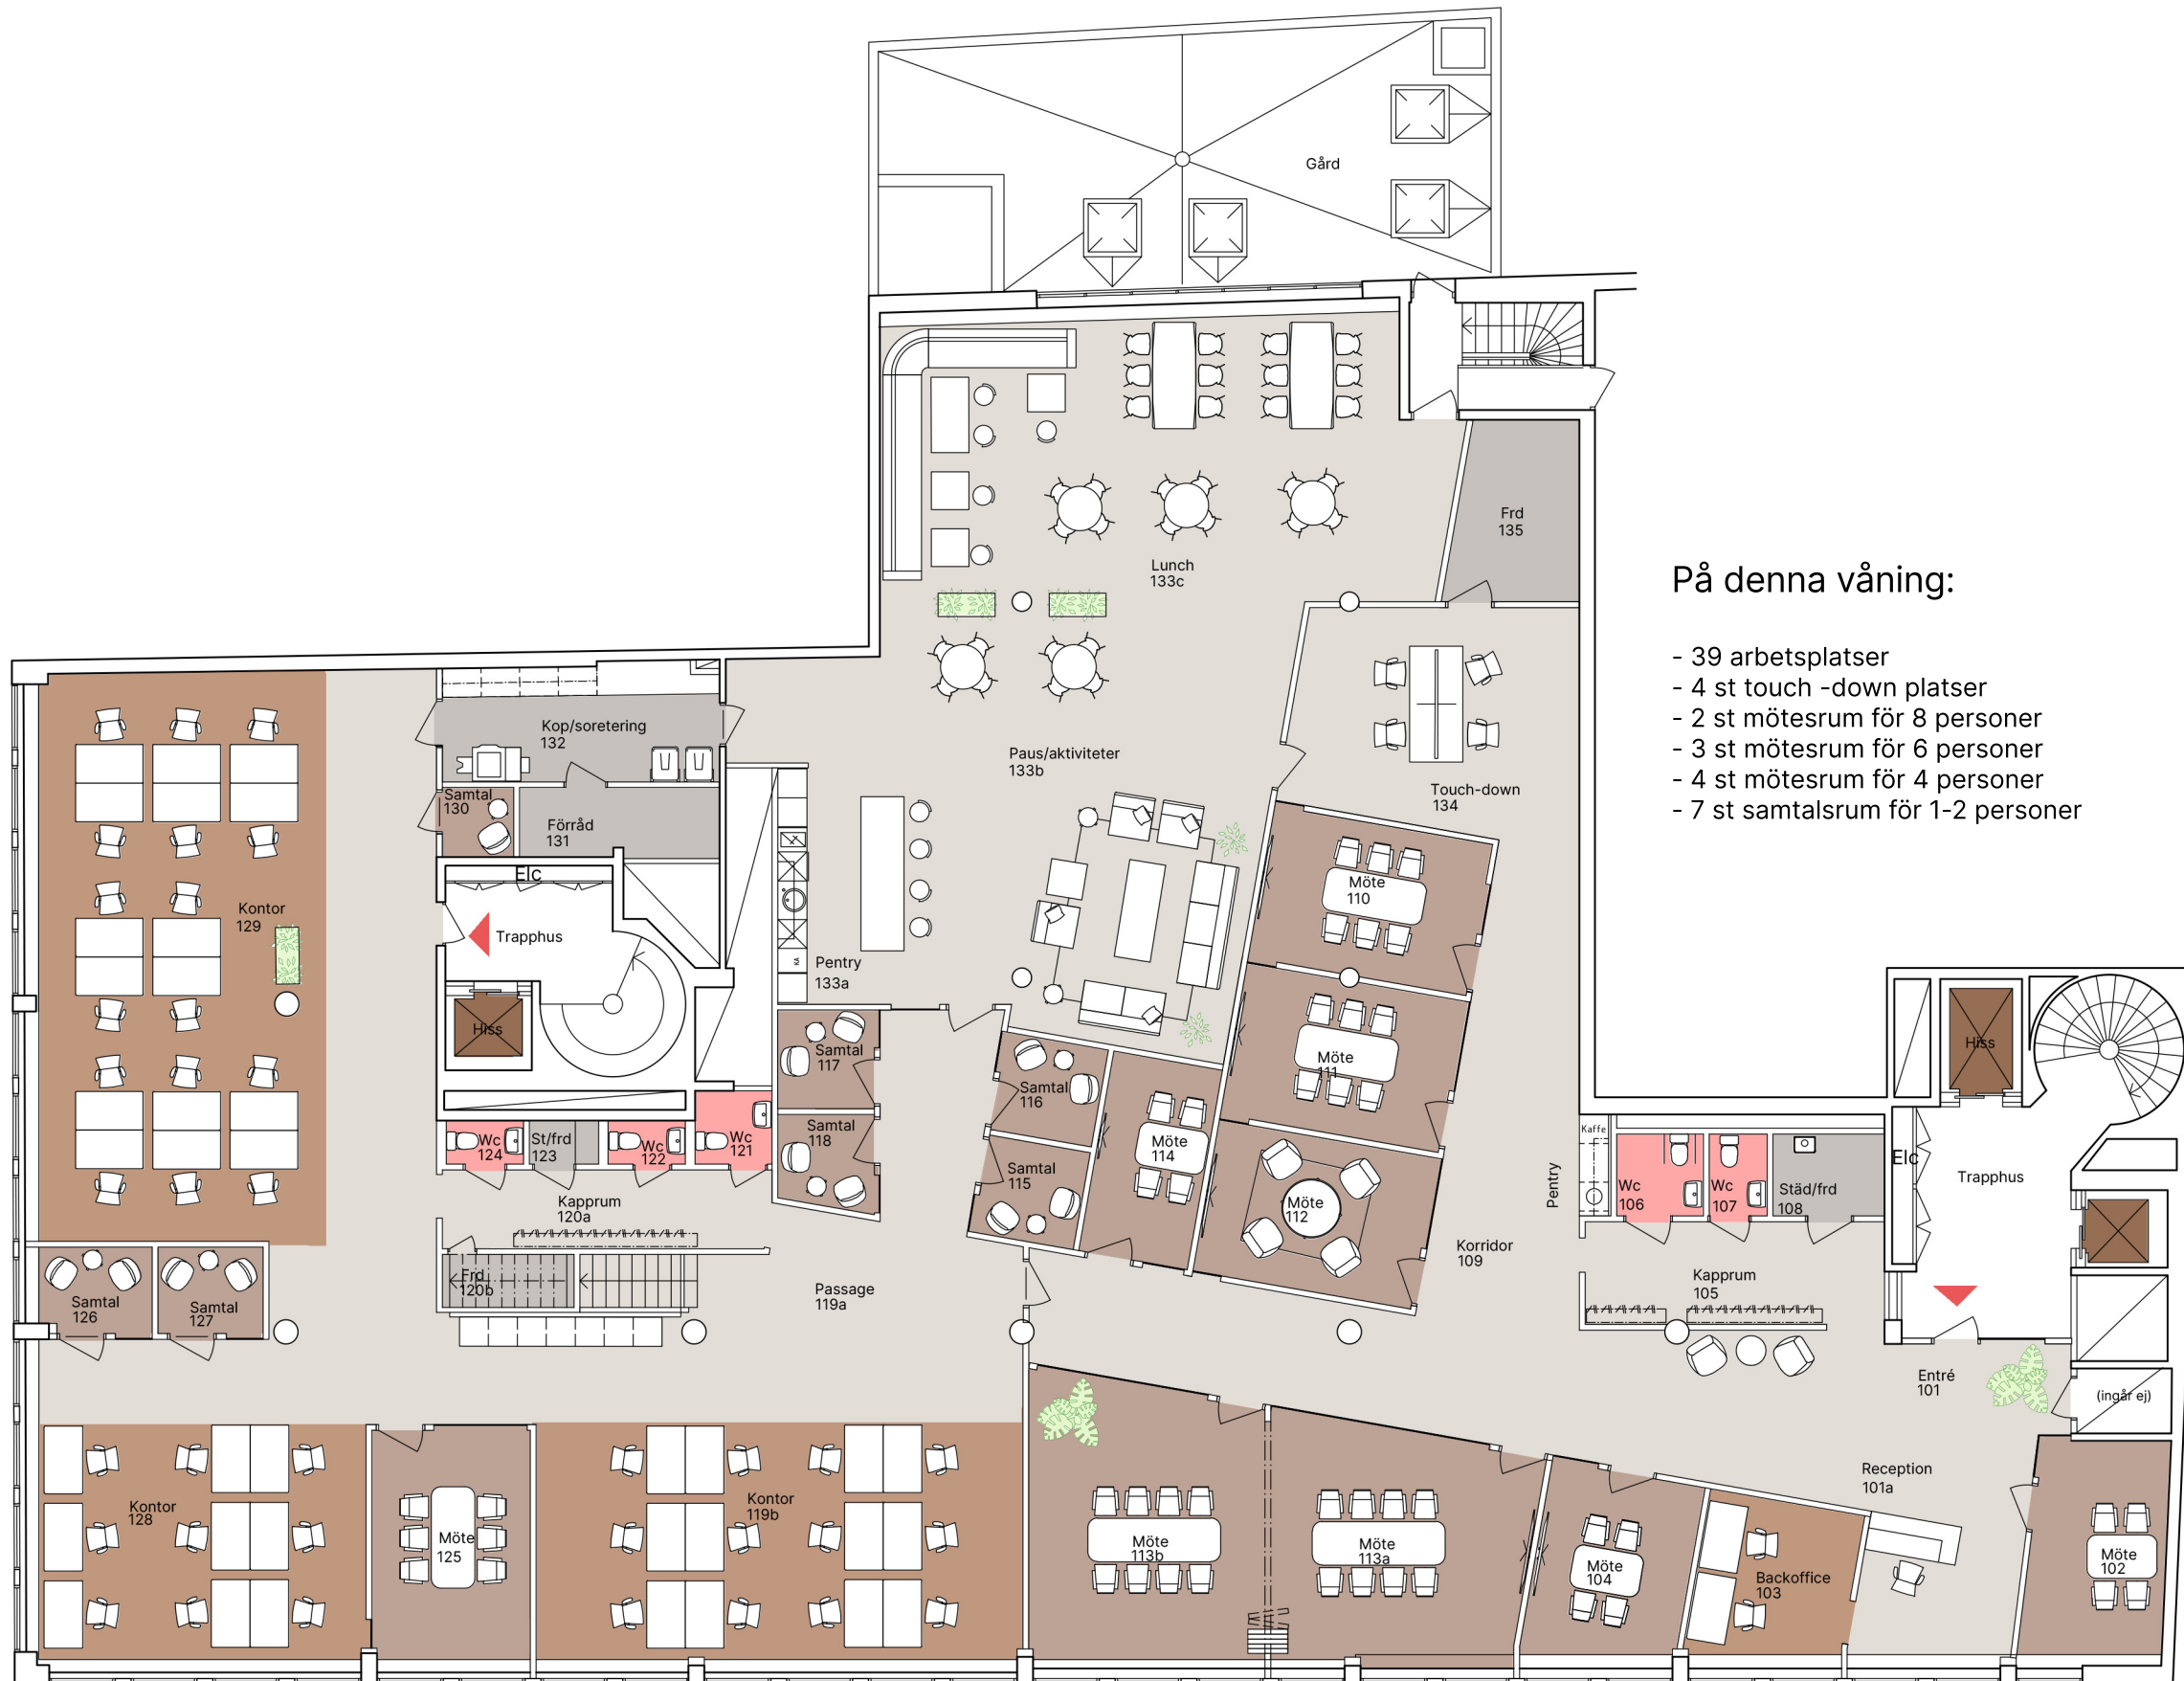 Gård
Frd
135
Lunch
133c
På denna våning:
- 39 arbetsplatser
- 4 st touch -down platser
- 2 st mötesrum för 8 personer
- 3 st mötesrum för 6 personer
- 4 st mötesrum för 4 personer
- 7 st samtalsrum för 1-2 personer
Kop/soretering
132
Paus/aktiviteter
133b
Touch-down
134
Samtal
130
Förråd
131
Elc
Möte
110
Kontor
129
Trapphus
Pentry
133a
KA
Hiss
Samtal
117
Samtal
116
Möte
111
Hiss
Samtal
118
Möte
114
Wc
124
St/frd
123
Wc
122
Wc
121
Samtal
115
Kaffe
Pentry
Wc
106
Wc
107
Städ/frd
108
Elc
Trapphus
Kapprum
120a
Möte
112
Korridor
109
Frd
120b
Passage
119a
Kapprum
105
Samtal
126
Samtal
127
Entré
101
(ingår ej)
Reception
101a
Kontor
128
Möte
125
Kontor
119b
Möte
113b
Möte
113a
Möte
104
Backoffice
103
Möte
102